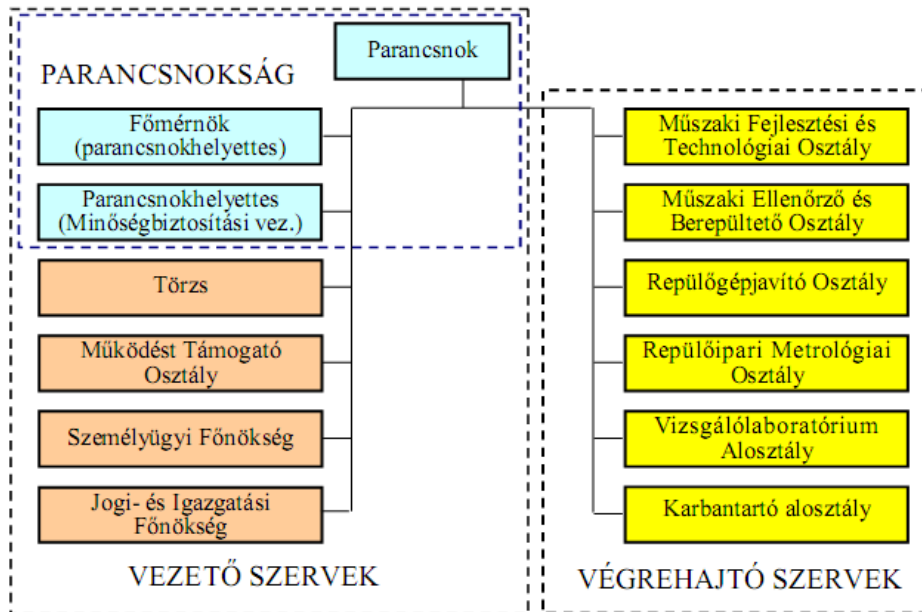 Parancsnok
PARANCSNOKSÁG
Főmérnök
(parancsnokhelyettes)
Parancsnokhelyettes
(Minőségbiztosítási vez.)
Törzs
Működést Támogató
Osztály
Személyügyi Főnökség
Jogi- és Igazgatási
Főnökség
VEZETŐ SZERVEK
Műszaki Fejlesztési és
Technológiai Osztály
Műszaki Ellenőrző és
Berepültető Osztály
Repülőgépjavító Osztály
Repülőipari Metrológiai
Osztály
Vizsgálólaboratórium
Alosztály
Karbantartó alosztály
VÉGREHAJTÓ SZERVEK